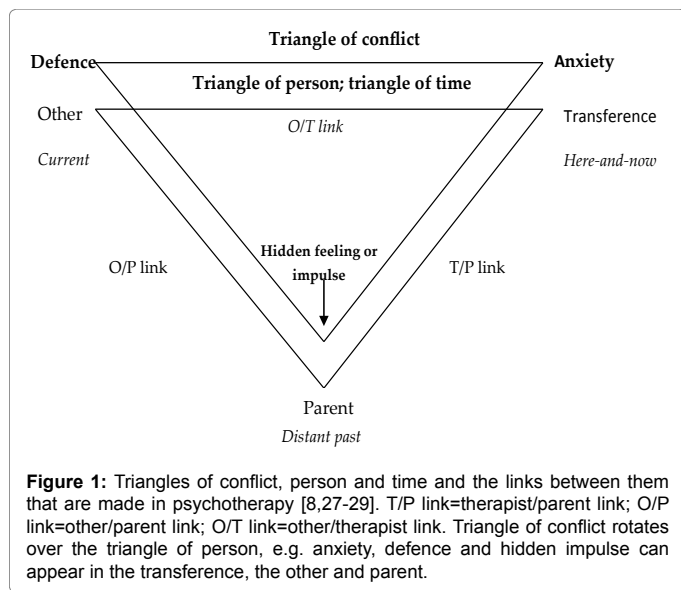 Triangle of conflict
Defence
Anxiety
Triangle of person; triangle of time
Other
Transference
O/T link
Current
Here-and-now
Hidden feeling or
impulse
O/P link
T/P link
Parent
Distant past
Figure 1: Triangles of conflict, person and time and the links between them
that are made in psychotherapy [8,27-29]. T/P link=therapist/parent link; O/P
link=other/parent link; O/T link=other/therapist link. Triangle of conflict rotates
over the triangle of person, e.g. anxiety, defence and hidden impulse can
appear in the transference, the other and parent.